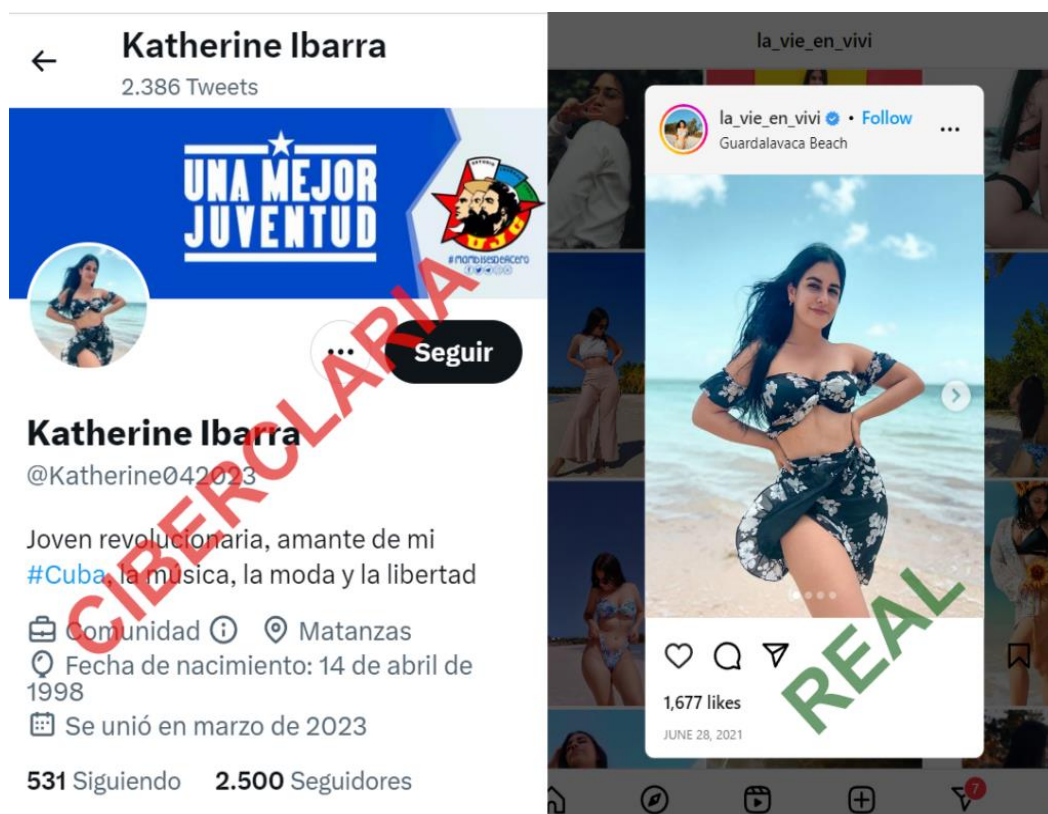 Katherine Ibarra
2.386 Tweets
UNA MEJOR
JUVENTUD
UJC
Seguir
Katherine Ibarra
@Katherine042023
Joven revolucionaria, amante de mi
#Cuba, la música, la moda y la libertad
Comunidad
Matanzas
Fecha de nacimiento: 14 de abril de
1998
Se unió en marzo de 2023
531 Siguiendo 2.500 Seguidores
CIBERCLARIA
la_vie_en_vivi
la_vie_en_vivi • Follow
Guardalavaca Beach
1,677 likes
JUNE 28, 2021
REAL
7